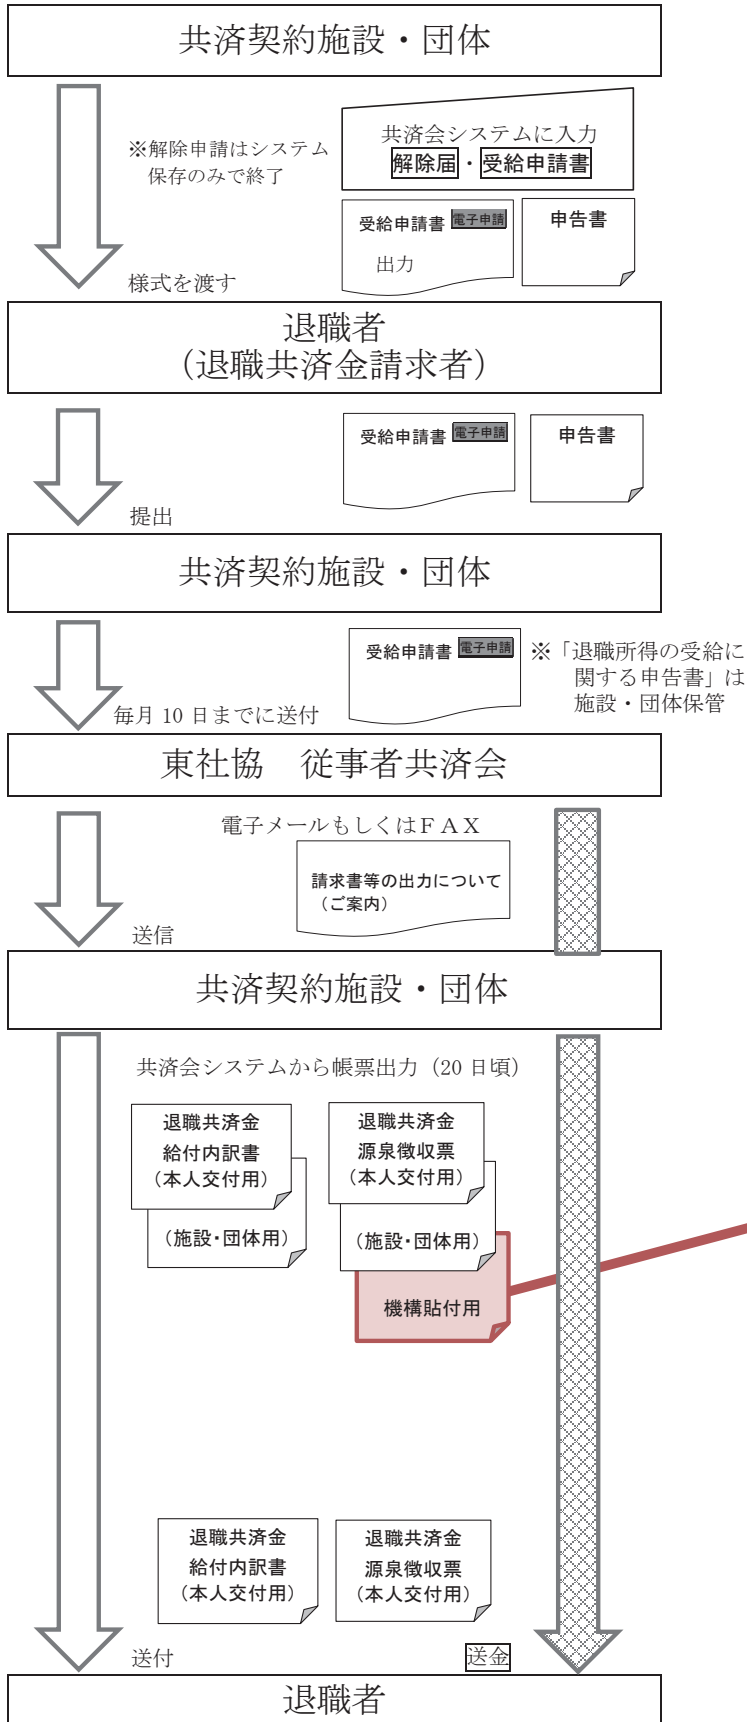 共済契約施設・団体
※解除申請はシステム
保存のみで終了
共済会システムに入力
解除届・受給申請書
受給申請書 電子申請
出力
申告書
様式を渡す
退職者
（退職共済金請求者）
受給申請書 電子申請
申告書
提出
共済契約施設・団体
受給申請書 電子申請
※「退職所得の受給に
関する申告書」は
施設・団体保管
毎月 10 日までに送付
東社協　従事者共済会
電子メールもしくはＦＡＸ
請求書等の出力について
（ご案内）
送信
共済契約施設・団体
共済会システムから帳票出力（20 日頃）
退職共済金
給付内訳書
（本人交付用）
（施設・団体用）
退職共済金
源泉徴収票
（本人交付用）
（施設・団体用）
機構貼付用
退職共済金
給付内訳書
（本人交付用）
退職共済金
源泉徴収票
（本人交付用）
送付
送金
退職者